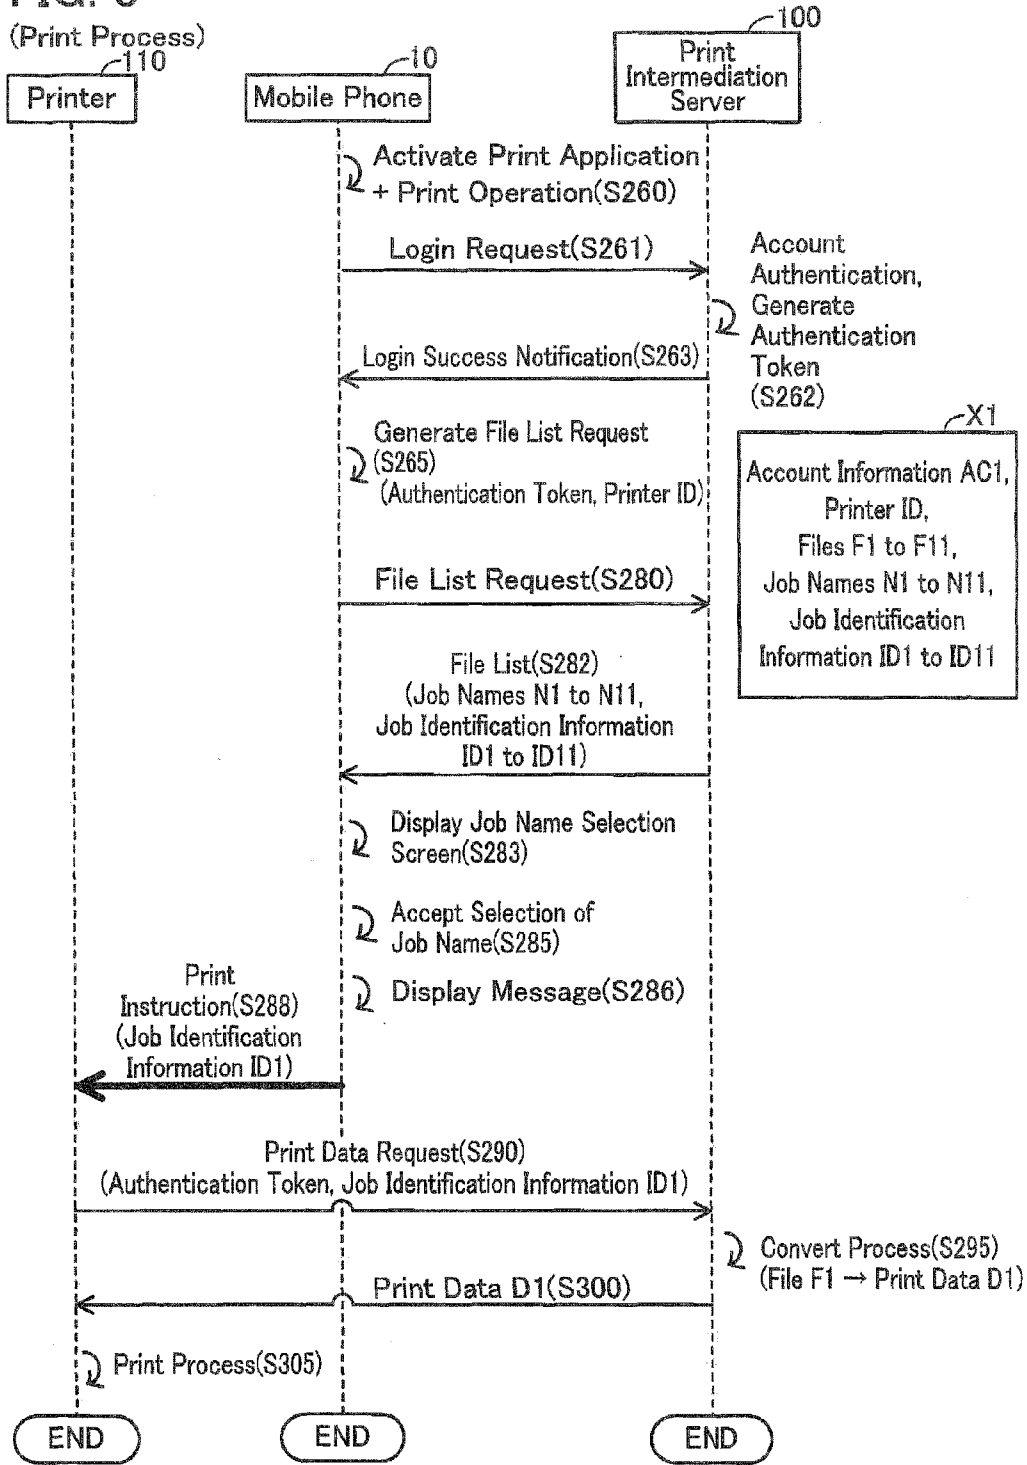 (Print Process)
110
Printer
10
Mobile Phone
100
Print
Intermediation
Server
Activate Print Application
+ Print Operation(S260)
Login Request(S261)
Account
Authentication,
Generate
Authentication
Token
(S262)
Login Success Notification(S263)
Generate File List Request
(S265)
(Authentication Token, Printer ID)
X1
Account Information AC1,
Printer ID,
Files F1 to F11,
Job Names N1 to N11,
Job Identification
Information ID1 to ID11
File List Request(S280)
File List(S282)
(Job Names N1 to N11,
Job Identification Information
ID1 to ID11)
Display Job Name Selection
Screen(S283)
Accept Selection of
Job Name(S285)
Display Message(S286)
Print
Instruction(S288)
(Job Identification
Information ID1)
Print Data Request(S290)
(Authentication Token, Job Identification Information ID1)
Convert Process(S295)
(File F1 → Print Data D1)
Print Data D1(S300)
Print Process(S305)
END
END
END